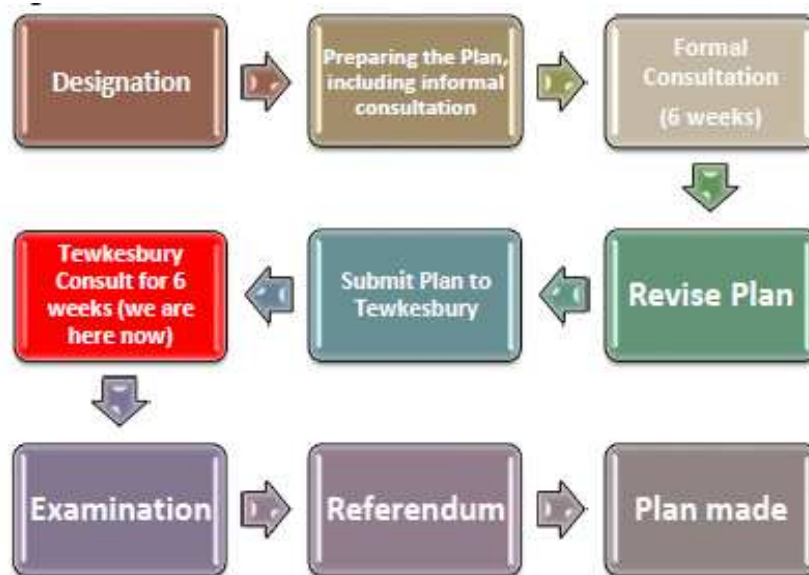 Designation
Preparing the Plan,
including informal
consultation
Formal
Consultation
(6 weeks)
Revise Plan
Submit Plan to
Tewkesbury
Tewkesbury
Consult for 6
weeks (we are
here now)
Examination
Referendum
Plan made